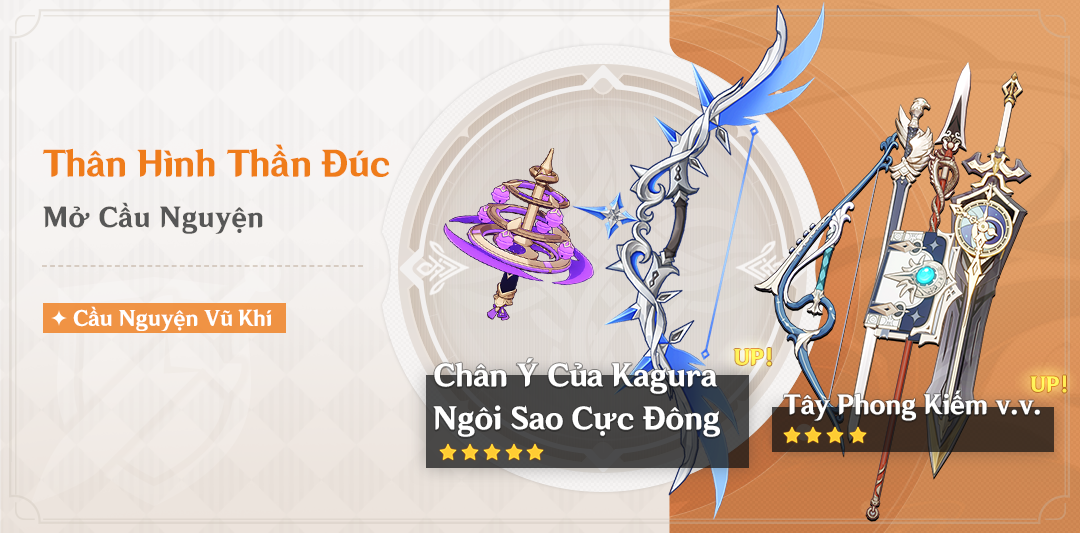 Thân Hình Thần Đúc
Mở Cầu Nguyện
Cầu Nguyện Vũ Khí
UP!
Chân Ý Của Kagura
Ngôi Sao Cực Đông
UP!
Tây Phong Kiếm v.v.